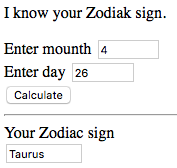 I know your Zodiak sign.
Enter mounth 4
Enter day 26
Calculate
Your Zodiac sign
Taurus